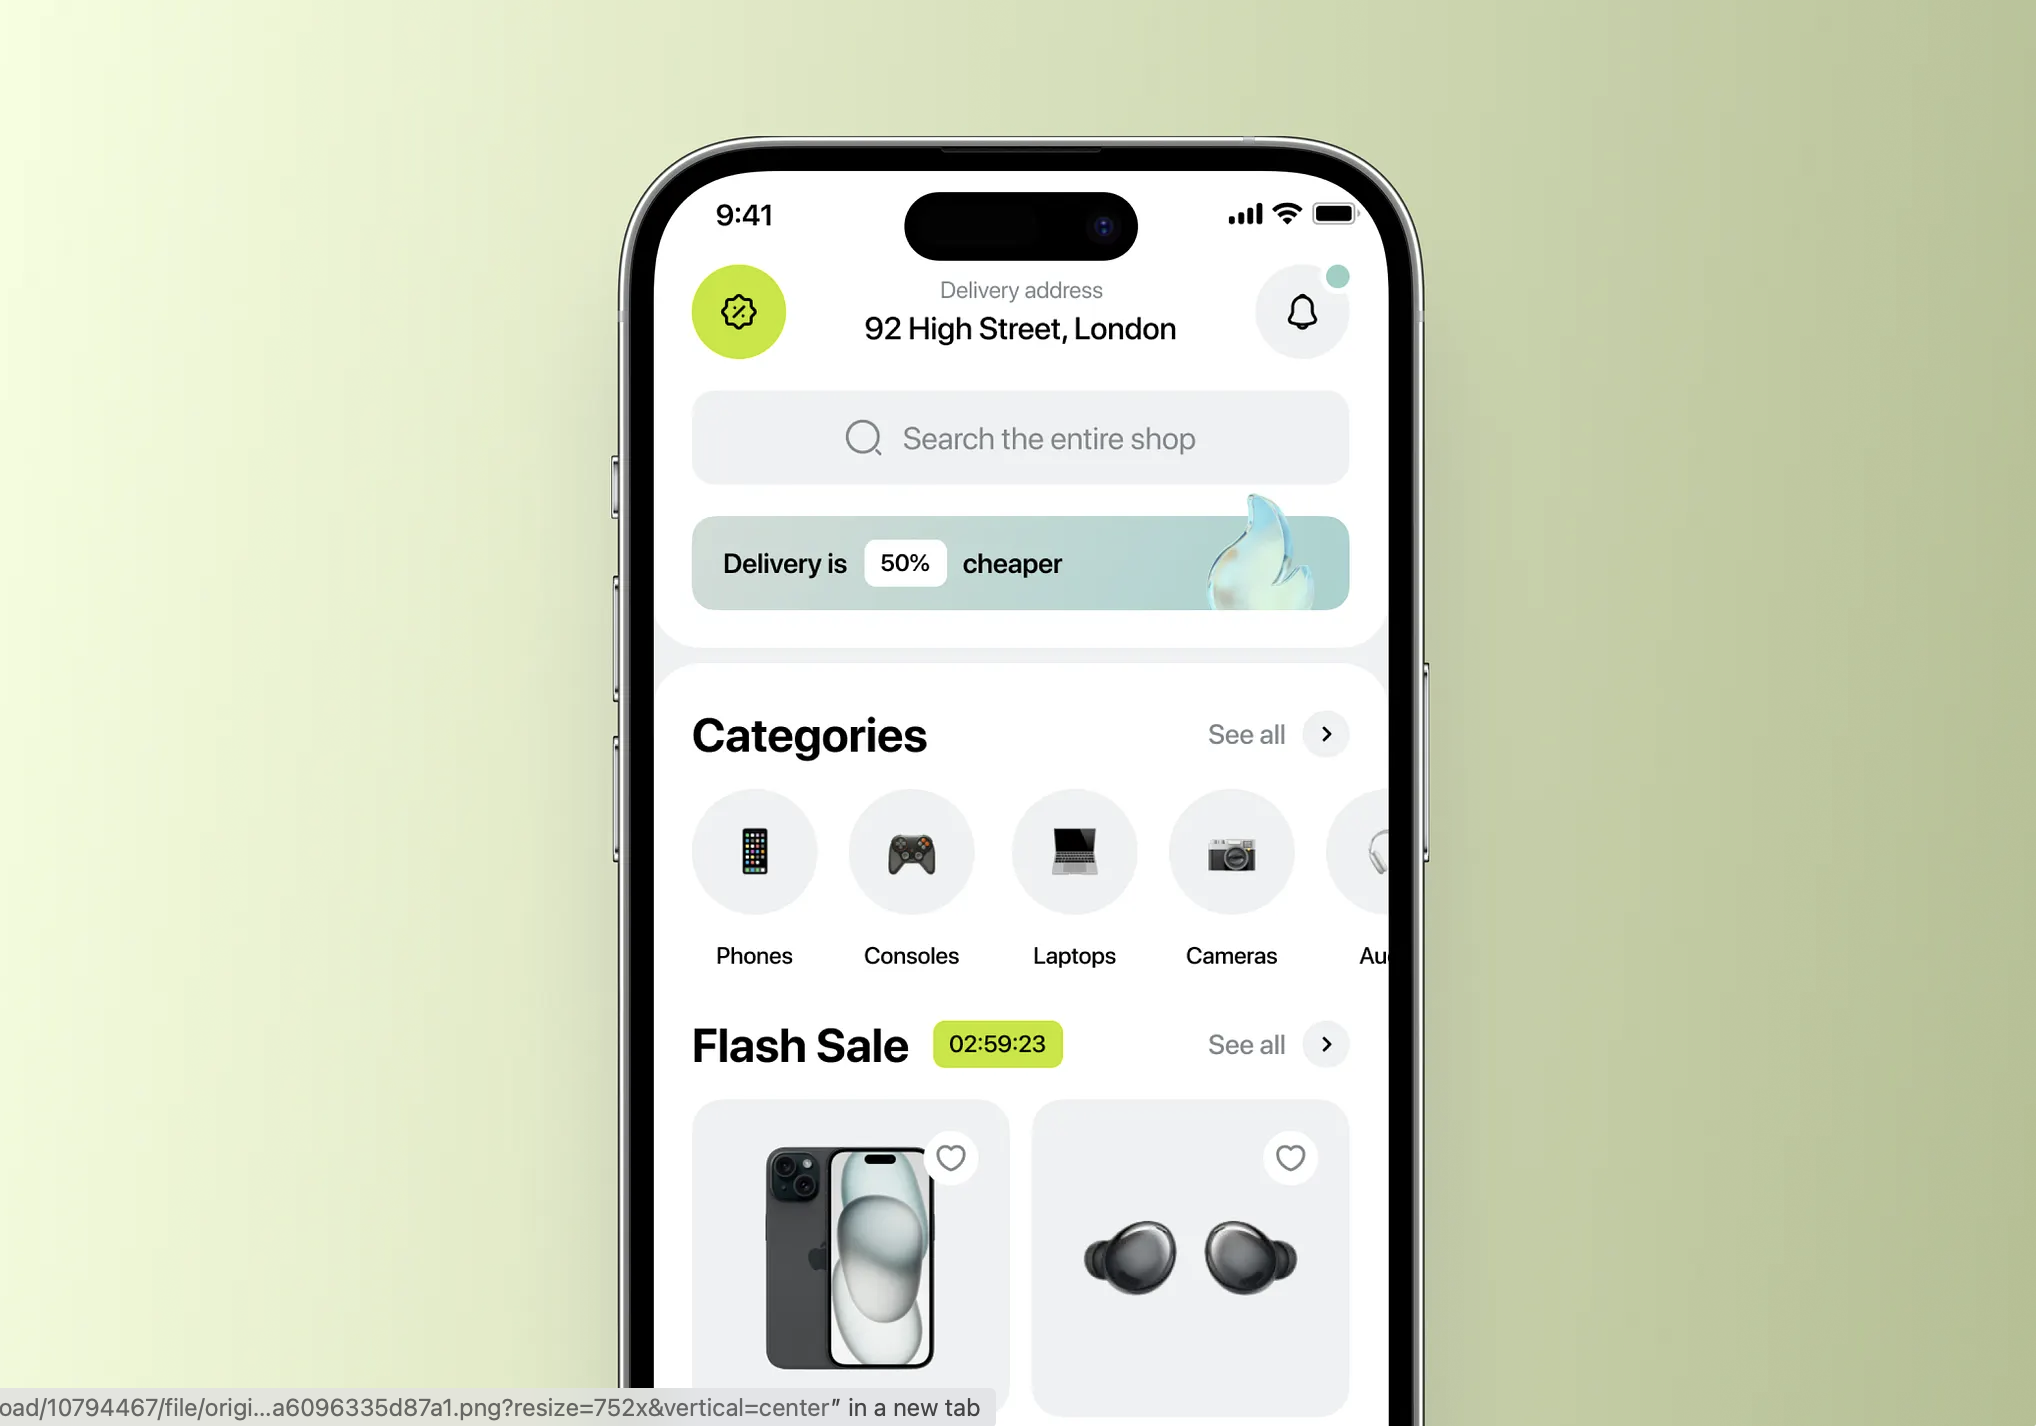 9:41
Delivery address
92 High Street, London
Search the entire shop
Delivery is 50% cheaper
Categories See all
Phones Consoles Laptops Cameras
Flash Sale 02:59:23 See all
oad/10794467/file/origi...a6096335d87a1.png?resize=752x&vertical=center” in a new tab